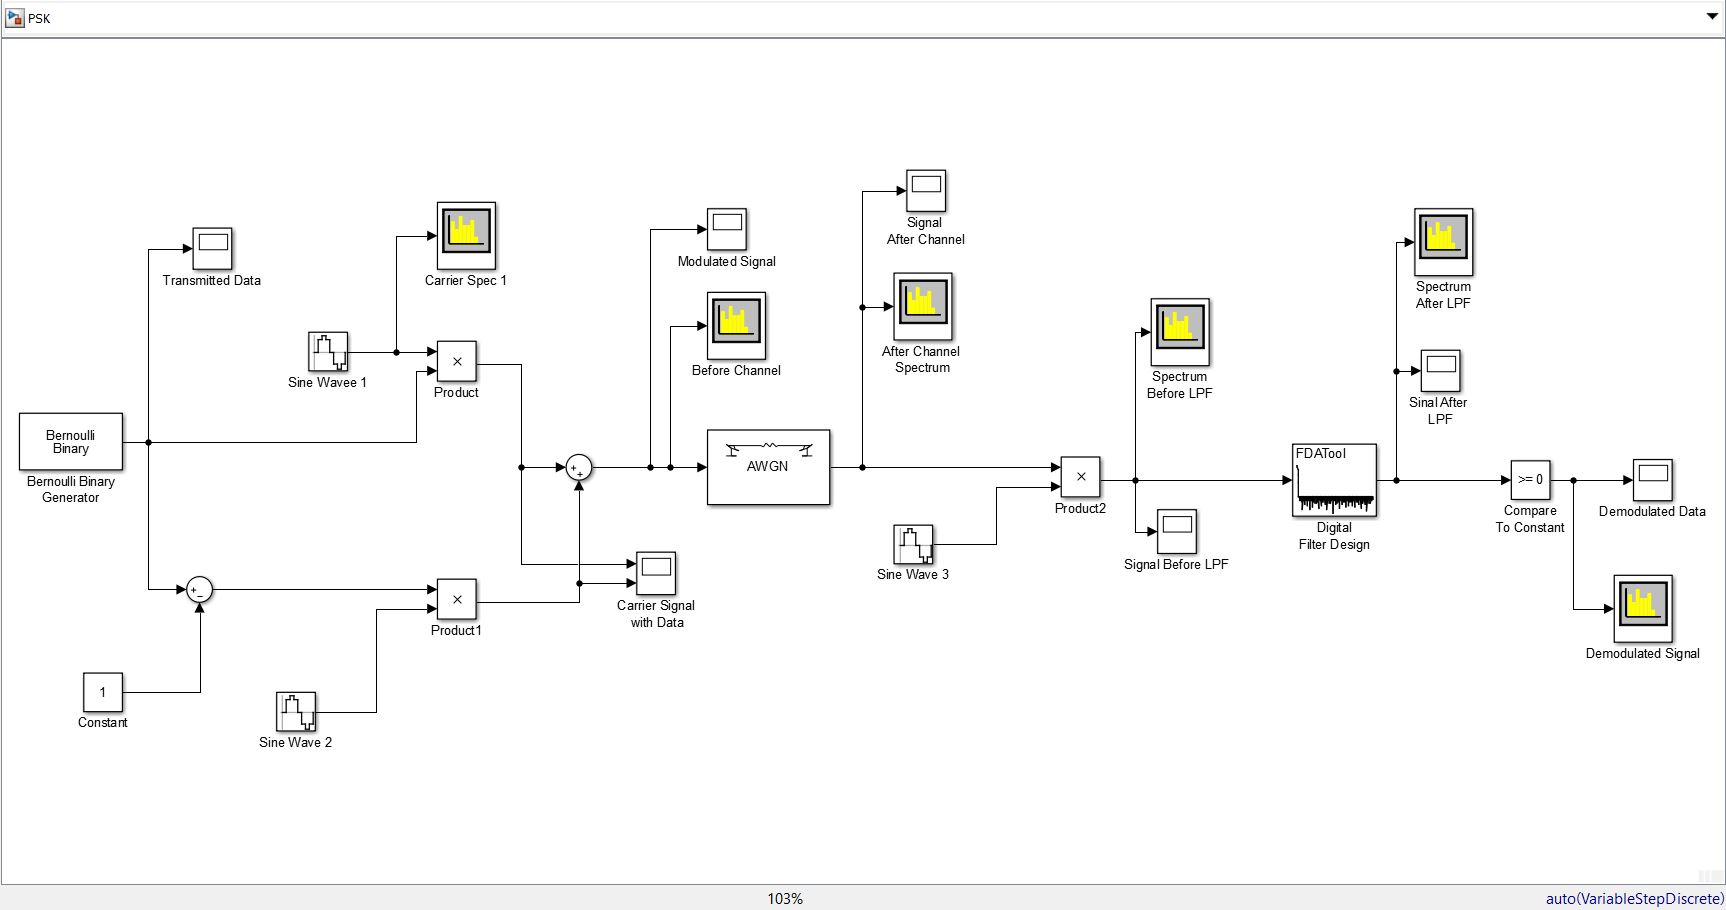 PSK
Signal
After Channel
Transmitted Data
Carrier Spec 1
Modulated Signal
Spectrum
After LPF
After Channel
Spectrum
Before Channel
Spectrum
Before LPF
Sine Wavee 1
×
Product
Sinal After
LPF
Bernoulli
Binary
Bernoulli Binary
Generator
AWGN
×
Product2
FDATool
Digital
Filter Design
>= 0
Compare
To Constant
Demodulated Data
Sine Wave 3
Signal Before LPF
×
Product1
Carrier Signal
with Data
Demodulated Signal
1
Constant
Sine Wave 2
103%
auto(VariableStepDiscrete)